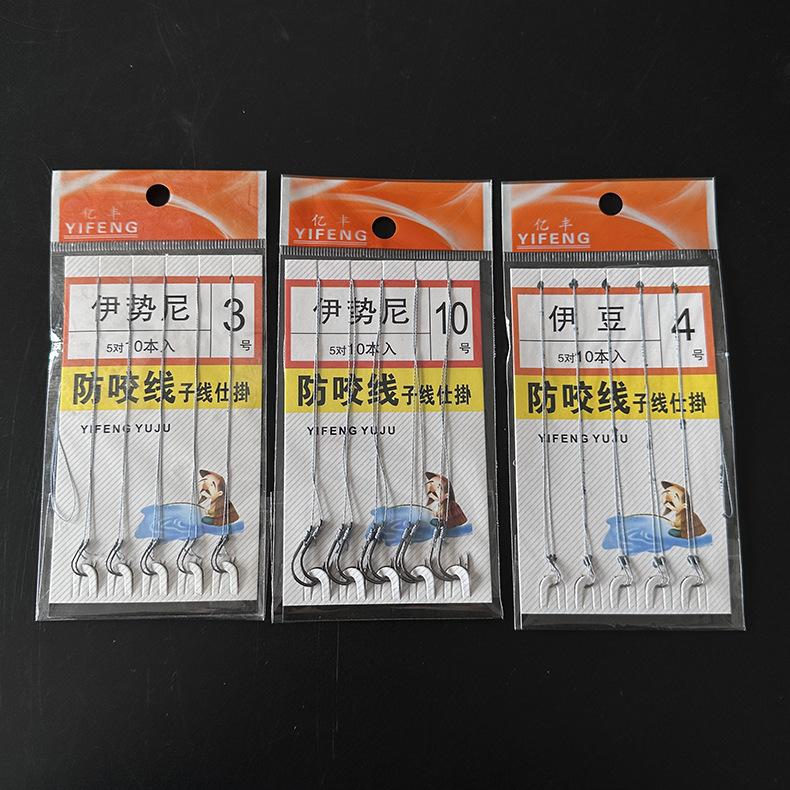 亿丰
YIFENG
伊势尼
3
5对10本入
号
防咬线子线仕掛
YIFENG YUJU
亿丰
YIFENG
伊势尼
10
5对10本入
号
防咬线子线仕掛
YIFENG YUJU
亿丰
YIFENG
伊豆
4
5对10本入
号
防咬线子线仕掛
YIFENG YUJU